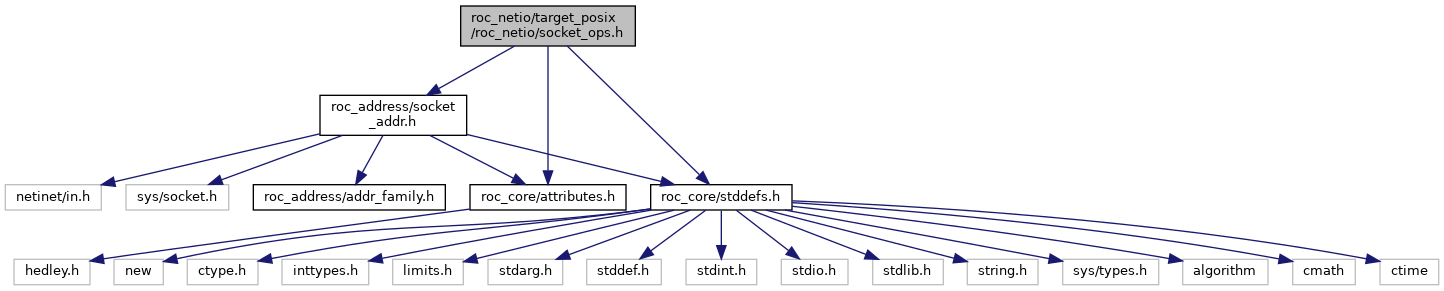 roc_netio/target_posix
/roc_netio/socket_ops.h
roc_address/socket
_addr.h
netinet/in.h
sys/socket.h
roc_address/addr_family.h
roc_core/attributes.h
roc_core/stddefs.h
hedley.h
new
ctype.h
inttypes.h
limits.h
stdarg.h
stddef.h
stdint.h
stdio.h
stdlib.h
string.h
sys/types.h
algorithm
cmath
ctime